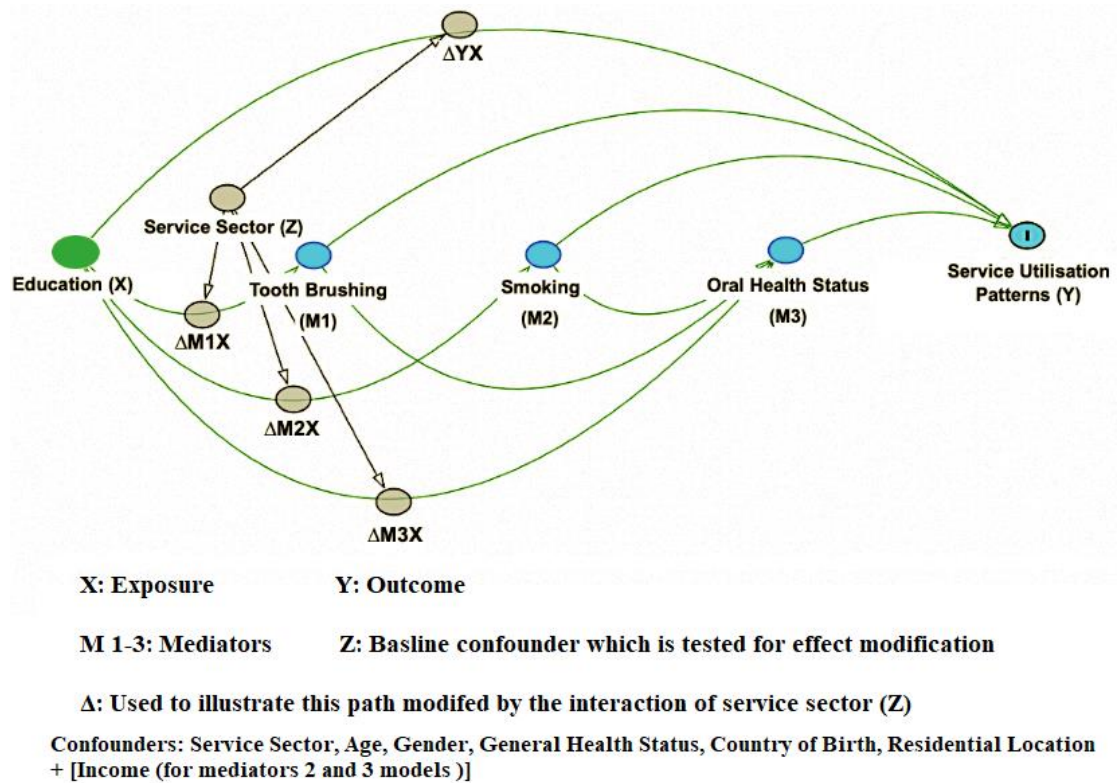 ΔYX
Service Sector (Z)
Education (X)
Tooth Brushing
(M1)
Smoking
(M2)
Oral Health Status
(M3)
I
Service Utilisation
Patterns (Y)
ΔM1X
ΔM2X
ΔM3X
X: Exposure Y: Outcome
M 1-3: Mediators Z: Basline confounder which is tested for effect modification
Δ: Used to illustrate this path modifed by the interaction of service sector (Z)
Confounders: Service Sector, Age, Gender, General Health Status, Country of Birth, Residential Location
+ [Income (for mediators 2 and 3 models )]